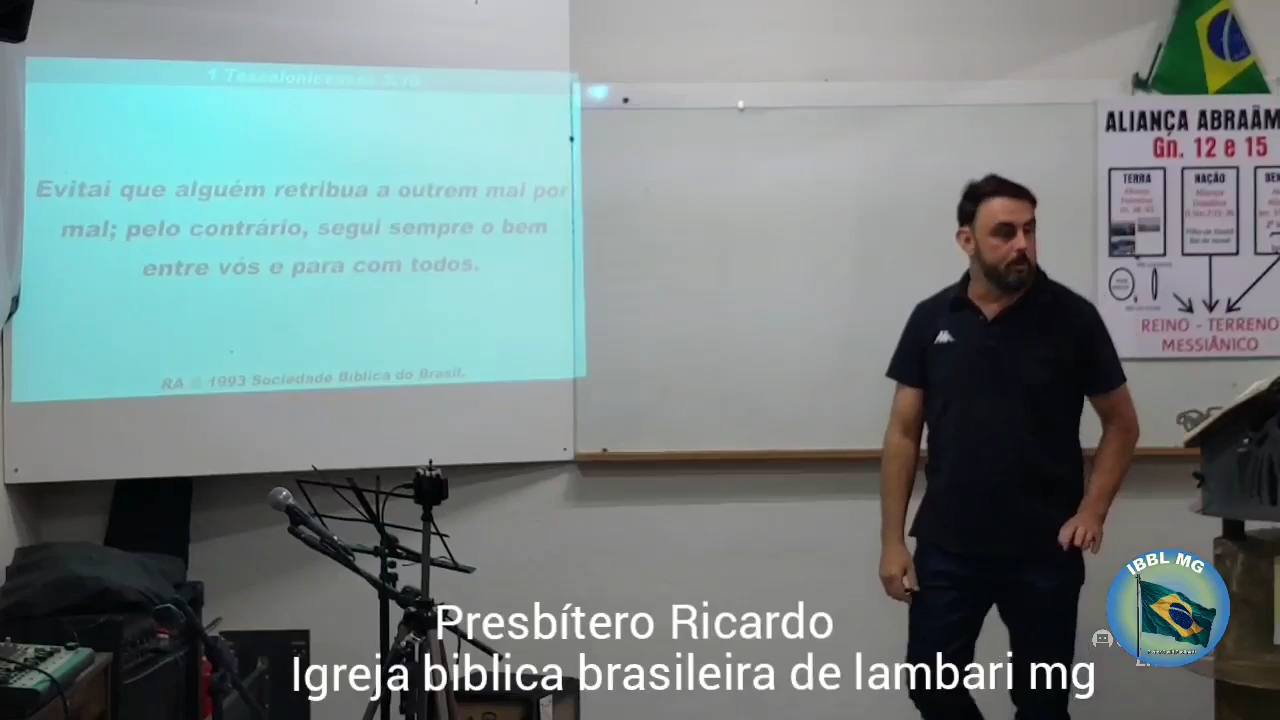 1 Tessalonicenses 5.15
Evitai que alguém retribua a outrem mal por
mal; pelo contrário, segui sempre o bem
entre vós e para com todos.
RA © 1993 Sociedade Bíblica do Brasil.
ALIANÇA ABRAÂM
Gn. 12 e 15
TERRA
NAÇÃO
Aliança
REINO - TERRENO
MESSIÂNICO
IBBL MG
Presbítero Ricardo
Igreja biblica brasileira de lambari mg